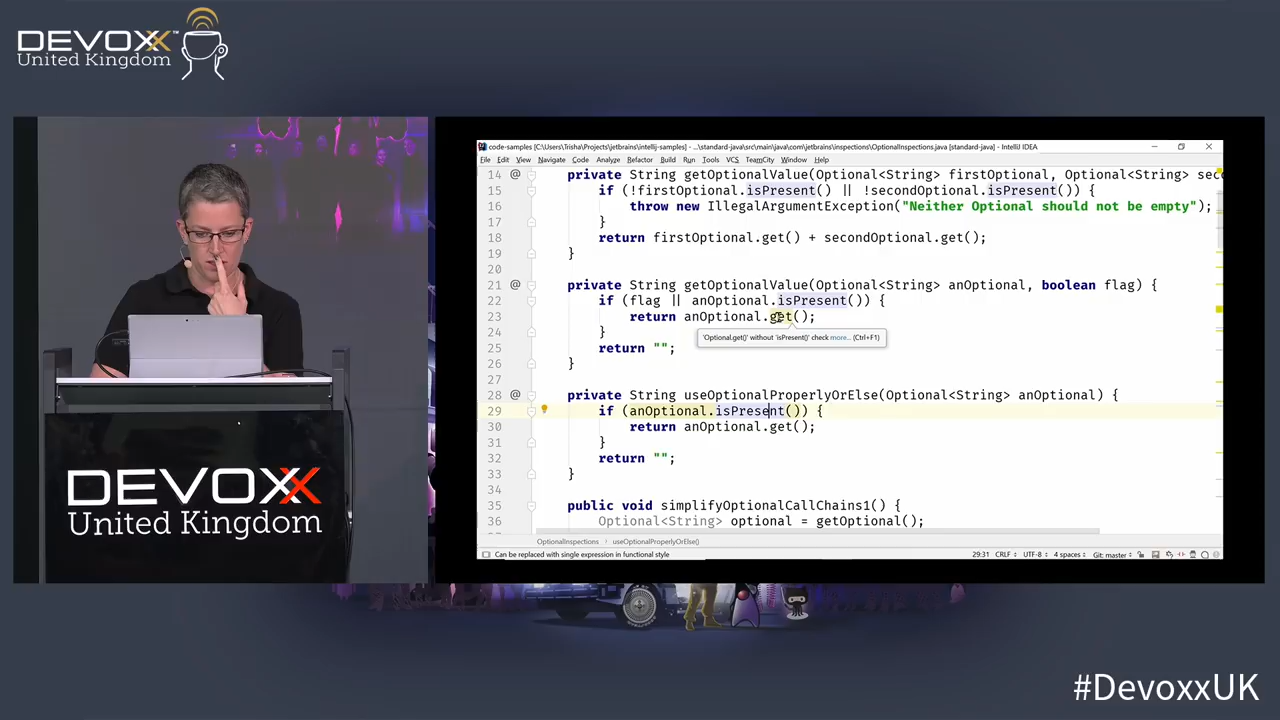 DEVOXX™
United Kingdom
DEVOXX
United Kingdom
code-samples [C:\Users\Trisha\Projects\jetbrains\intellij-samples] - ...\standard-java\src\main\java\com\jetbrains\inspections\OptionalInspections.java [standard-java] - IntelliJ IDEA
File Edit View Navigate Code Analyze Refactor Build Run Tools VCS TeamCity Window Help
14 @ private String getOptionalValue(Optional<String> firstOptional, Optional<String> sec
15 if (!firstOptional.isPresent() || !secondOptional.isPresent()) {
16 throw new IllegalArgumentException("Neither Optional should not be empty");
17 }
18 return firstOptional.get() + secondOptional.get();
19 }
20
21 @ private String getOptionalValue(Optional<String> anOptional, boolean flag) {
22 if (flag || anOptional.isPresent()) {
23 return anOptional.get();
'Optional.get()' without 'isPresent()' check more... (Ctrl+F1)
24 }
25 return "";
26 }
27
28 @ private String useOptionalProperlyOrElse(Optional<String> anOptional) {
29 if (anOptional.isPresent()) {
30 return anOptional.get();
31 }
32 return "";
33 }
34
35 public void simplifyOptionalCallChains1() {
36 Optional<String> optional = getOptional();
OptionalInspections › useOptionalProperlyOrElse()
Can be replaced with single expression in functional style 29:31 CRLF UTF-8 4 spaces Git: master
#DevoxxUK